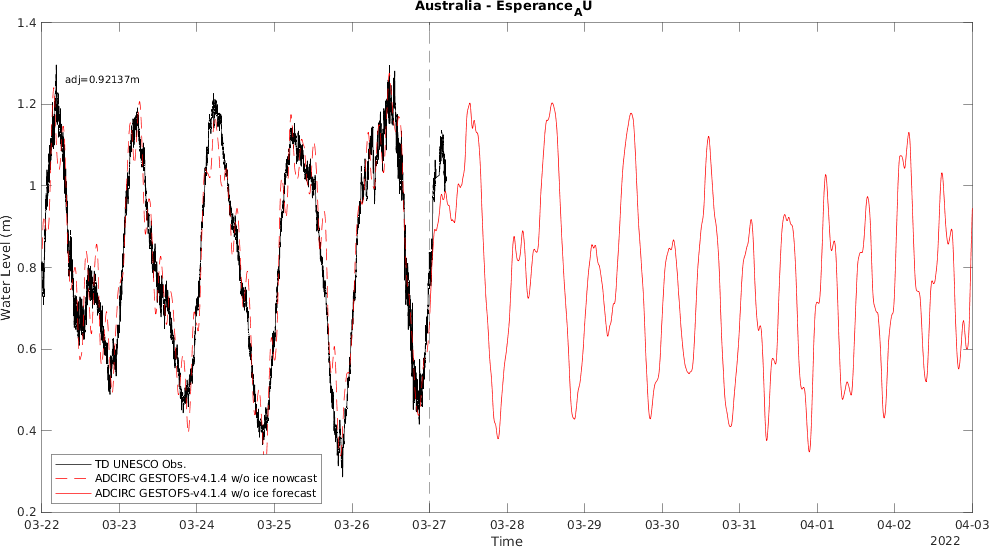 Australia - Esperance_AU
1.4
1.2
1
0.8
0.6
0.4
0.2
Water Level (m)
adj=0.92137m
TD UNESCO Obs.
ADCIRC GESTOFS-v4.1.4 w/o ice nowcast
ADCIRC GESTOFS-v4.1.4 w/o ice forecast
03-22 03-23 03-24 03-25 03-26 03-27 03-28 03-29 03-30 03-31 04-01 04-02 04-03
Time
2022